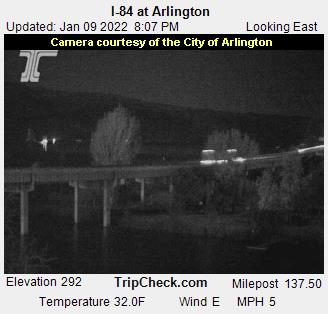 I-84 at Arlington
Updated: Jan 09 2022 8:07 PM Looking East
Camera courtesy of the City of Arlington
Elevation 292 TripCheck.com Milepost 137.50
Temperature 32.0F Wind E MPH 5